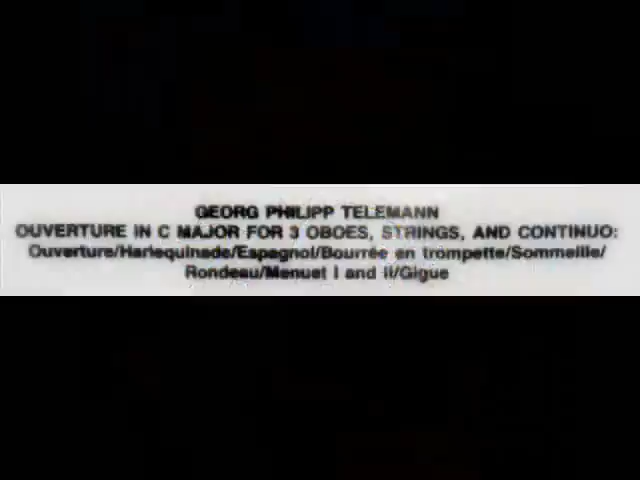 GEORG PHILIPP TELEMANN
OUVERTURE IN C MAJOR FOR 3 OBOES, STRINGS, AND CONTINUO:
Ouverture/Harlequinade/Espagnol/Bourrée en trompette/Sommeille/
Rondeau/Menuet I and II/Gigue